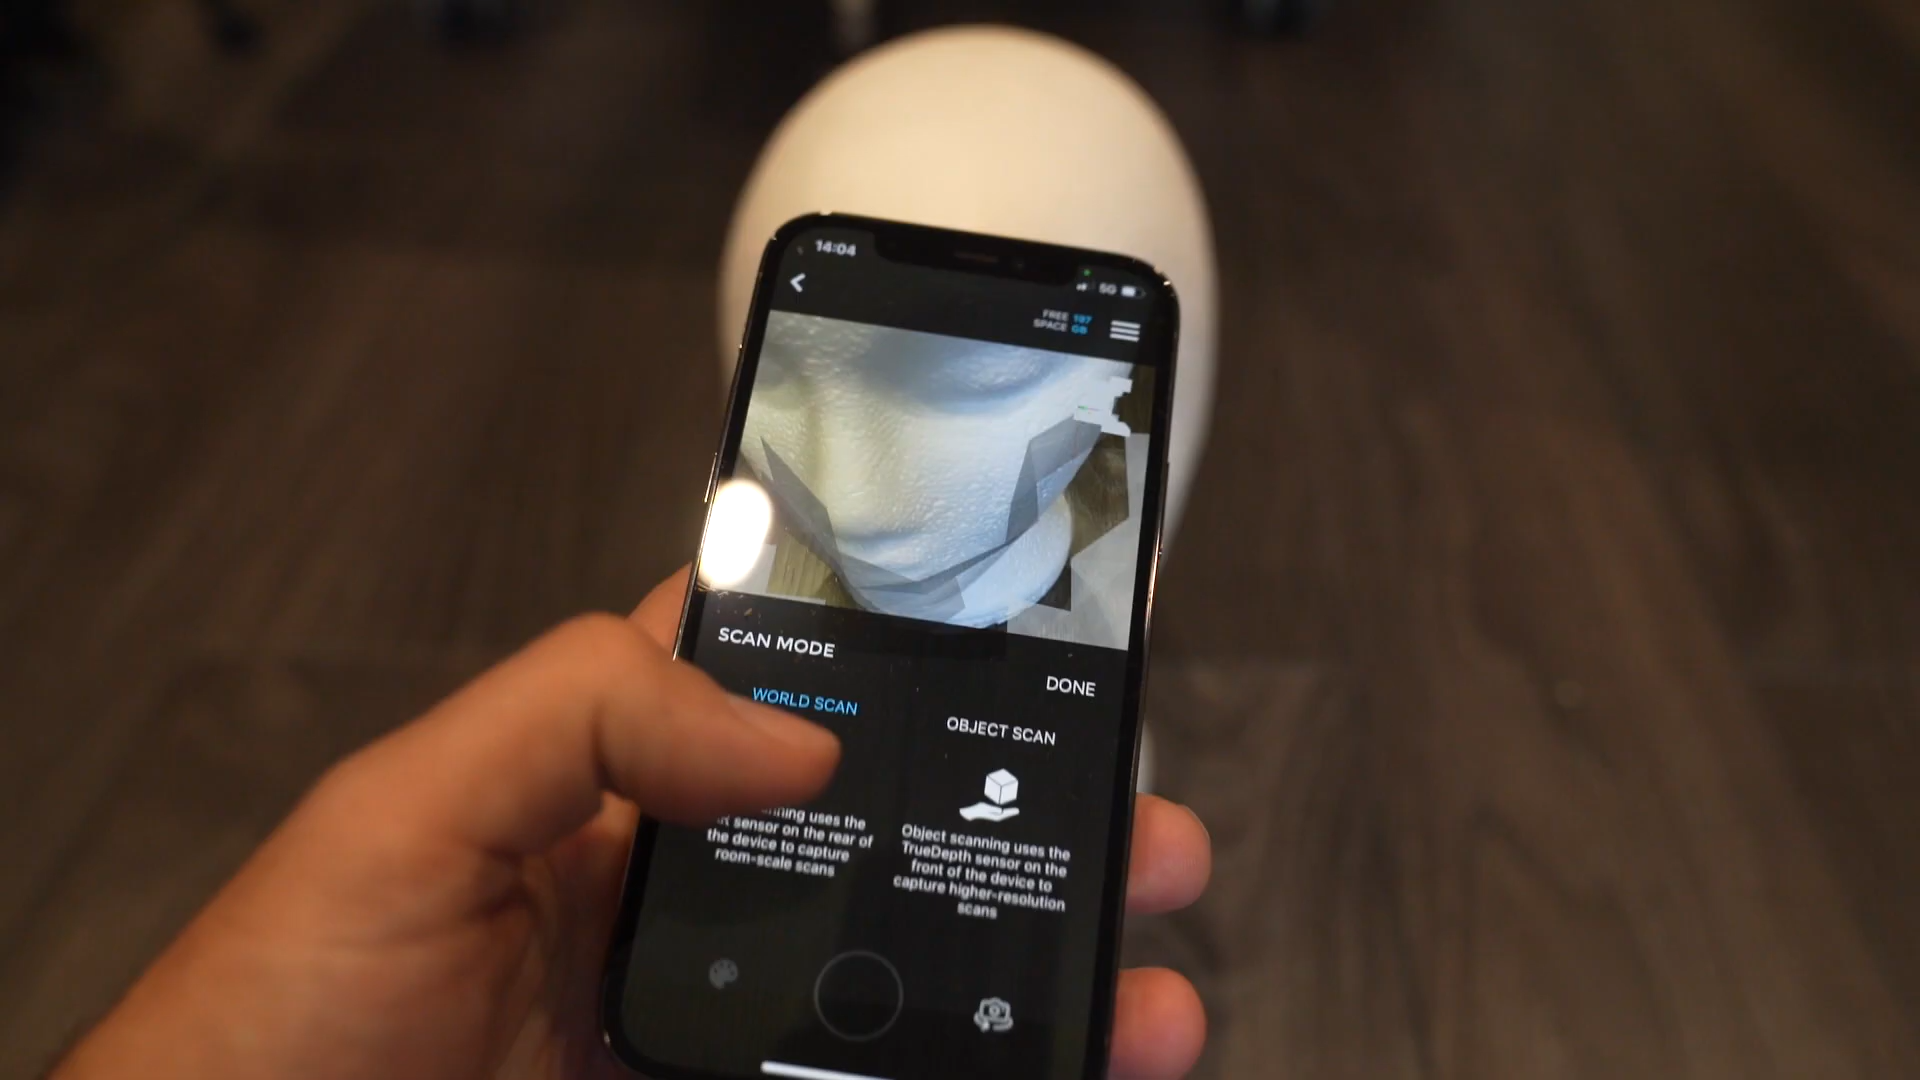 14:04
5G
FREE 197
SPACE GB
SCAN MODE
DONE
WORLD SCAN
OBJECT SCAN
uses the
sensor on the rear of
the device to capture
room-scale scans
Object scanning uses the
TrueDepth sensor on the
front of the device to
capture higher-resolution
scans